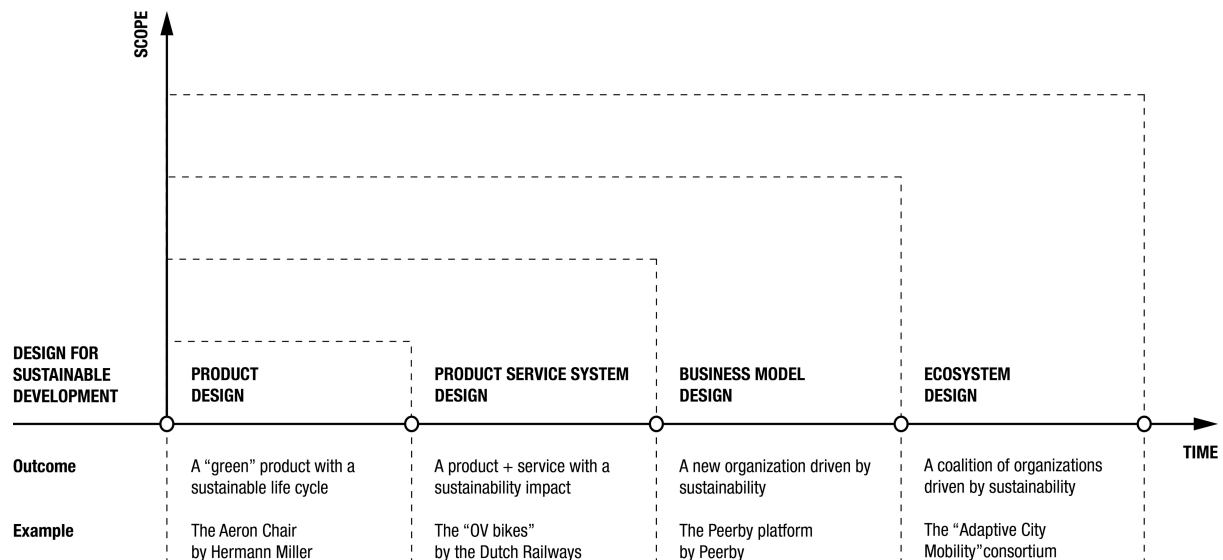 SCOPE
DESIGN FOR
SUSTAINABLE
DEVELOPMENT
PRODUCT
DESIGN
PRODUCT SERVICE SYSTEM
DESIGN
BUSINESS MODEL
DESIGN
ECOSYSTEM
DESIGN
TIME
Outcome
A “green” product with a
sustainable life cycle
A product + service with a
sustainability impact
A new organization driven by
sustainability
A coalition of organizations
driven by sustainability
Example
The Aeron Chair
by Hermann Miller
The “OV bikes”
by the Dutch Railways
The Peerby platform
by Peerby
The “Adaptive City
Mobility”consortium